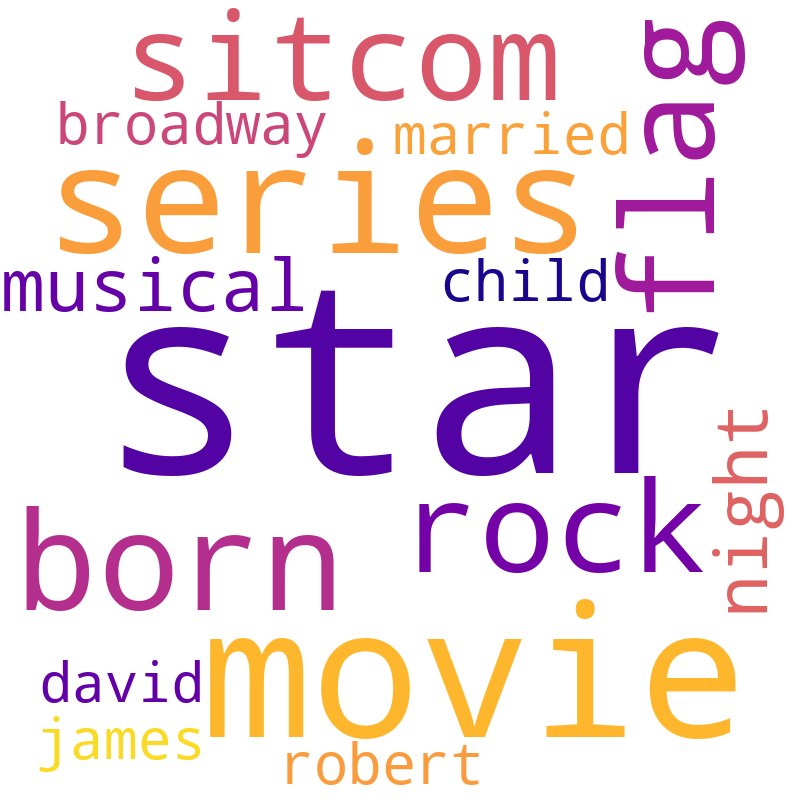 sitcom
flag
broadway
married
series
musical
child
star
night
rock
born
movie
david
james
robert